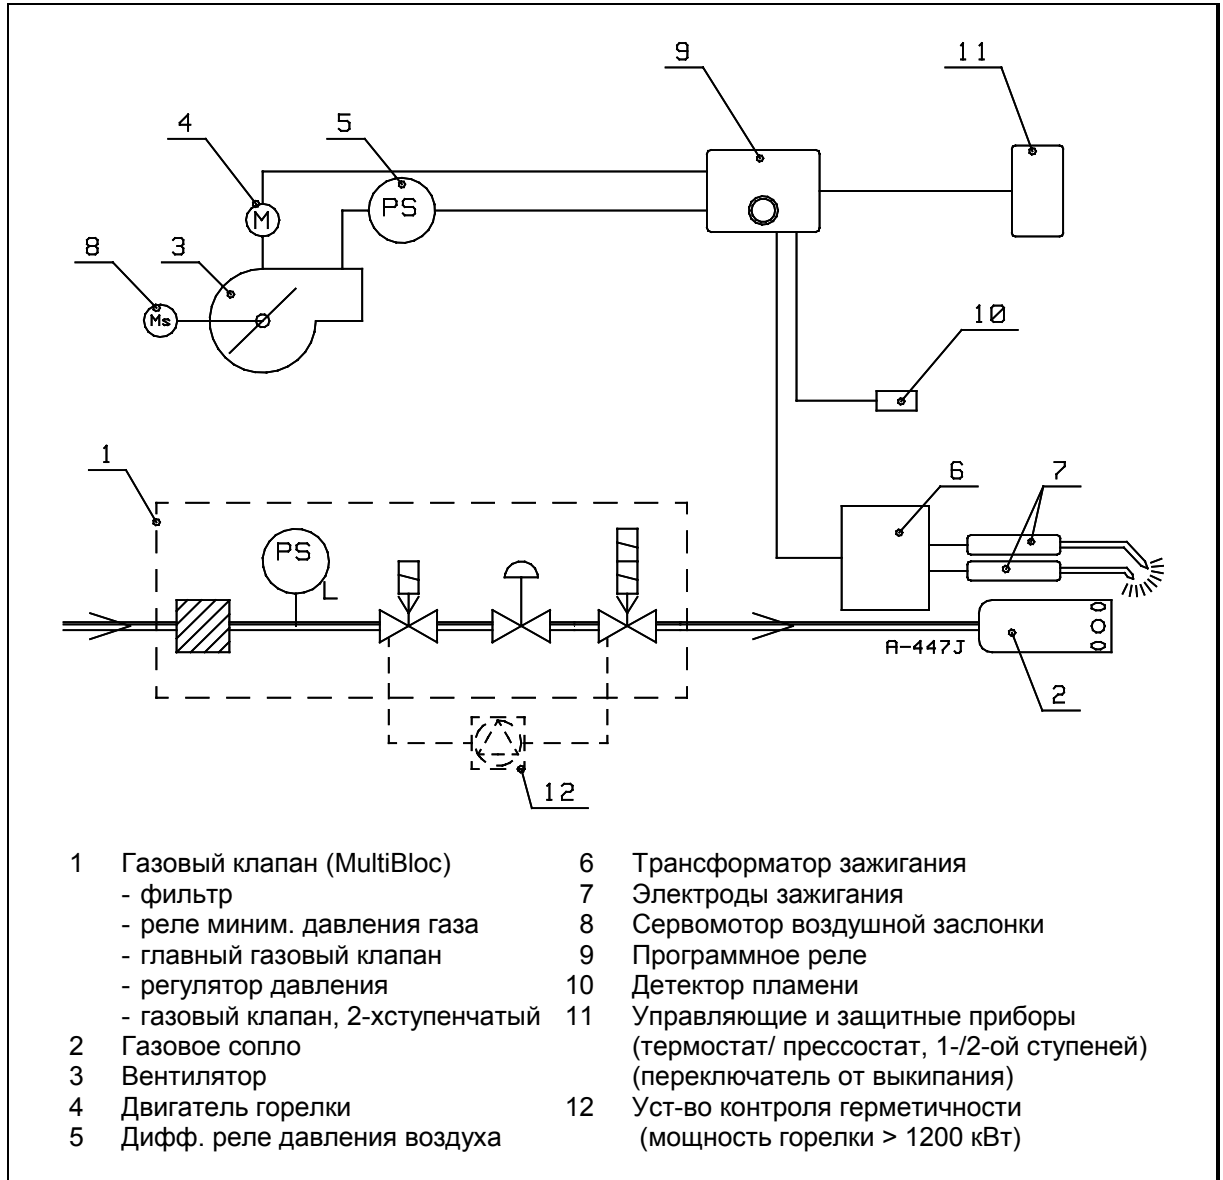 9
11
4
5
PS
M
8
3
Ms
10
1
6
7
PS
A-447J
2
12
1 Газовый клапан (MultiBloc)
- фильтр
- реле миним. давления газа
- главный газовый клапан
- регулятор давления
- газовый клапан, 2-хступенчатый
2 Газовое сопло
3 Вентилятор
4 Двигатель горелки
5 Дифф. реле давления воздуха
6 Трансформатор зажигания
7 Электроды зажигания
8 Сервомотор воздушной заслонки
9 Программное реле
10 Детектор пламени
11 Управляющие и защитные приборы
(термостат/ прессостат, 1-/2-ой ступеней)
(переключатель от выкипания)
12 Уст-во контроля герметичности
(мощность горелки > 1200 кВт)